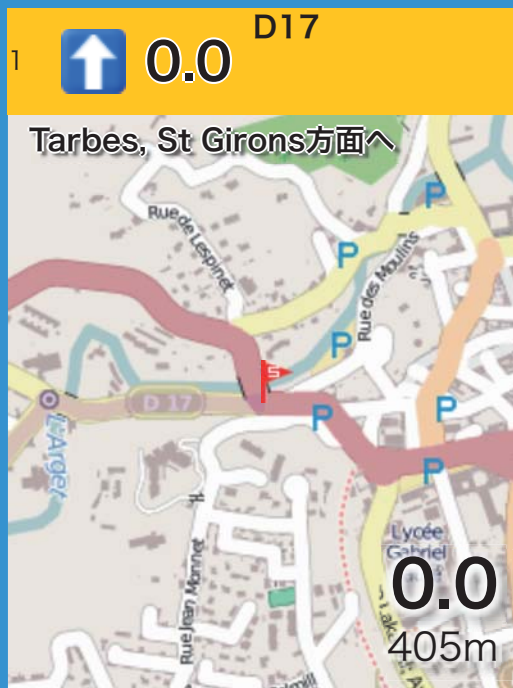 D17
1
0.0
Tarbes, St Girons方面へ
P
Rue de Lespinet
P
Rue des Moulins
P
D 17
P
P
L'Arget
P
Lycée
Gabriel
Rue Jean Monnet
0.0
405m